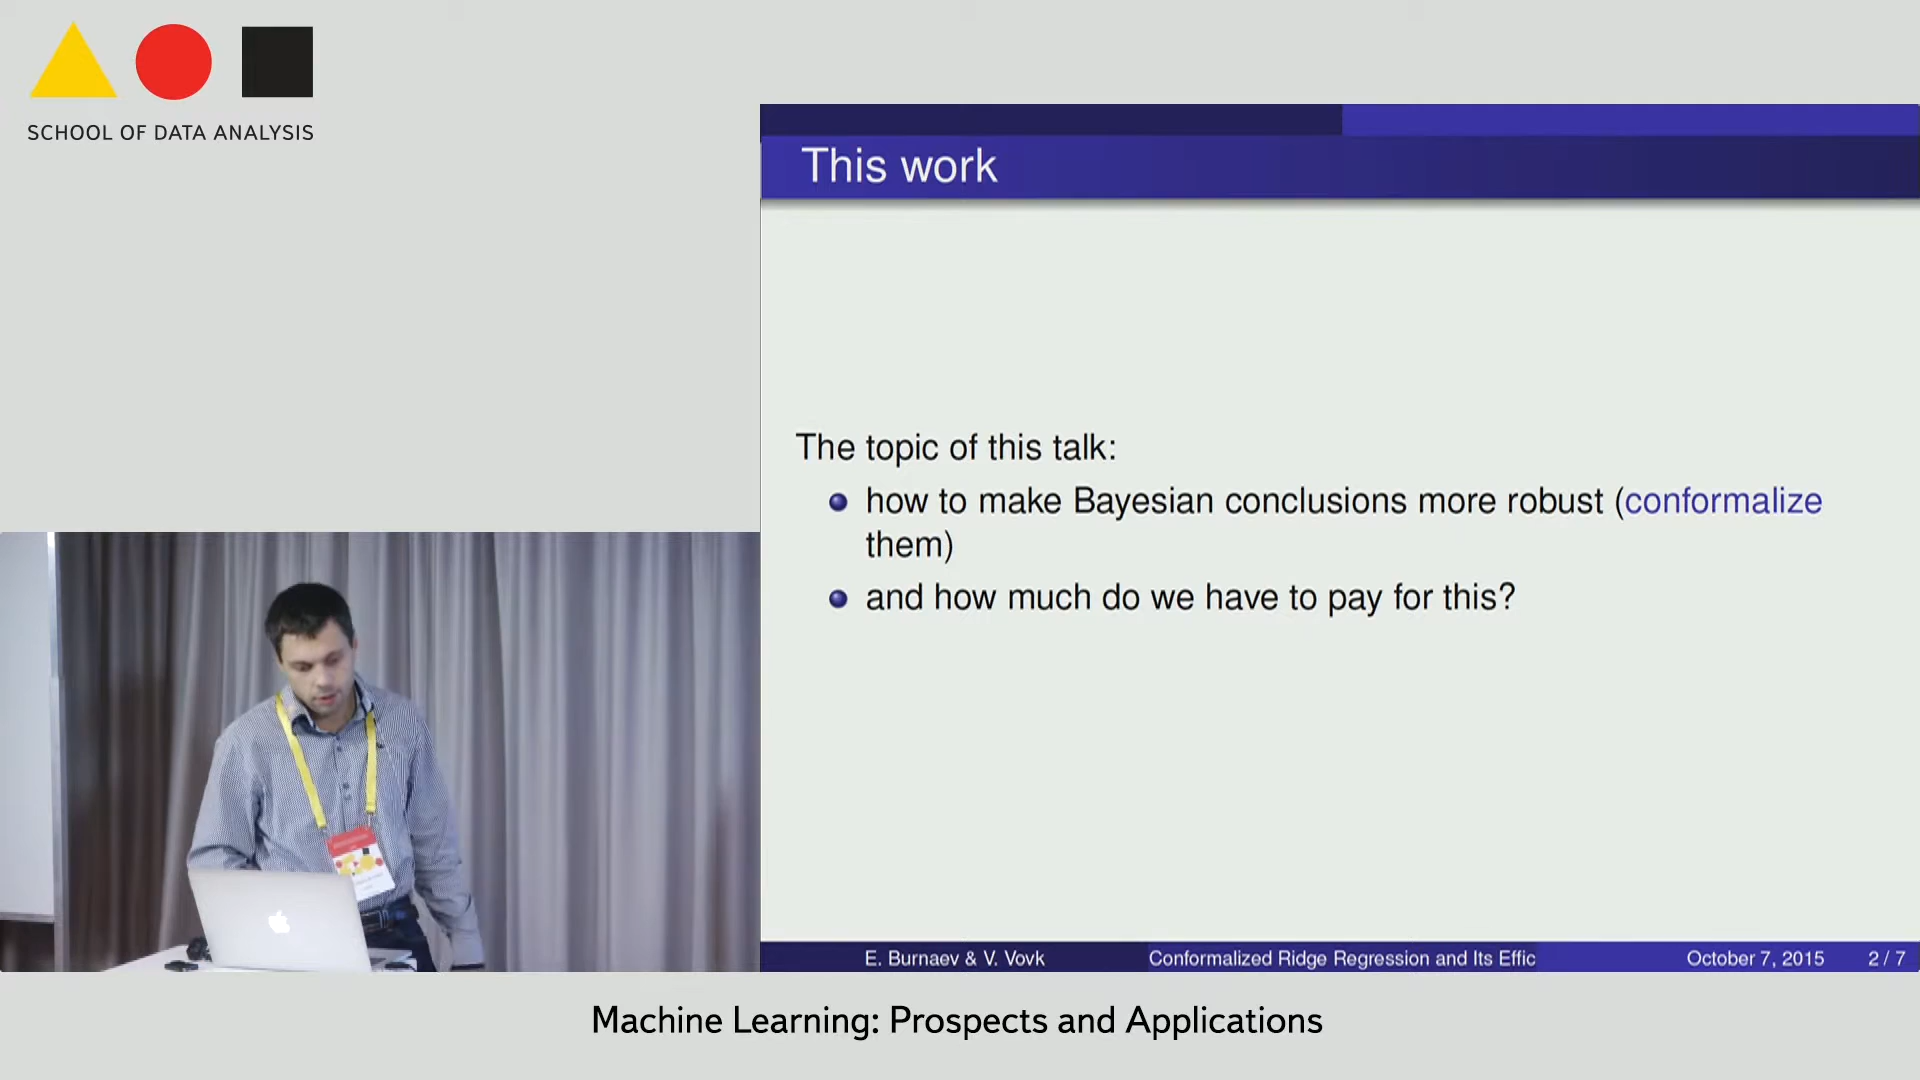 SCHOOL OF DATA ANALYSIS
This work
The topic of this talk:
how to make Bayesian conclusions more robust (conformalize
them)
and how much do we have to pay for this?
E. Burnaev & V. Vovk
Conformalized Ridge Regression and Its Effic
October 7, 2015
2 / 7
Machine Learning: Prospects and Applications